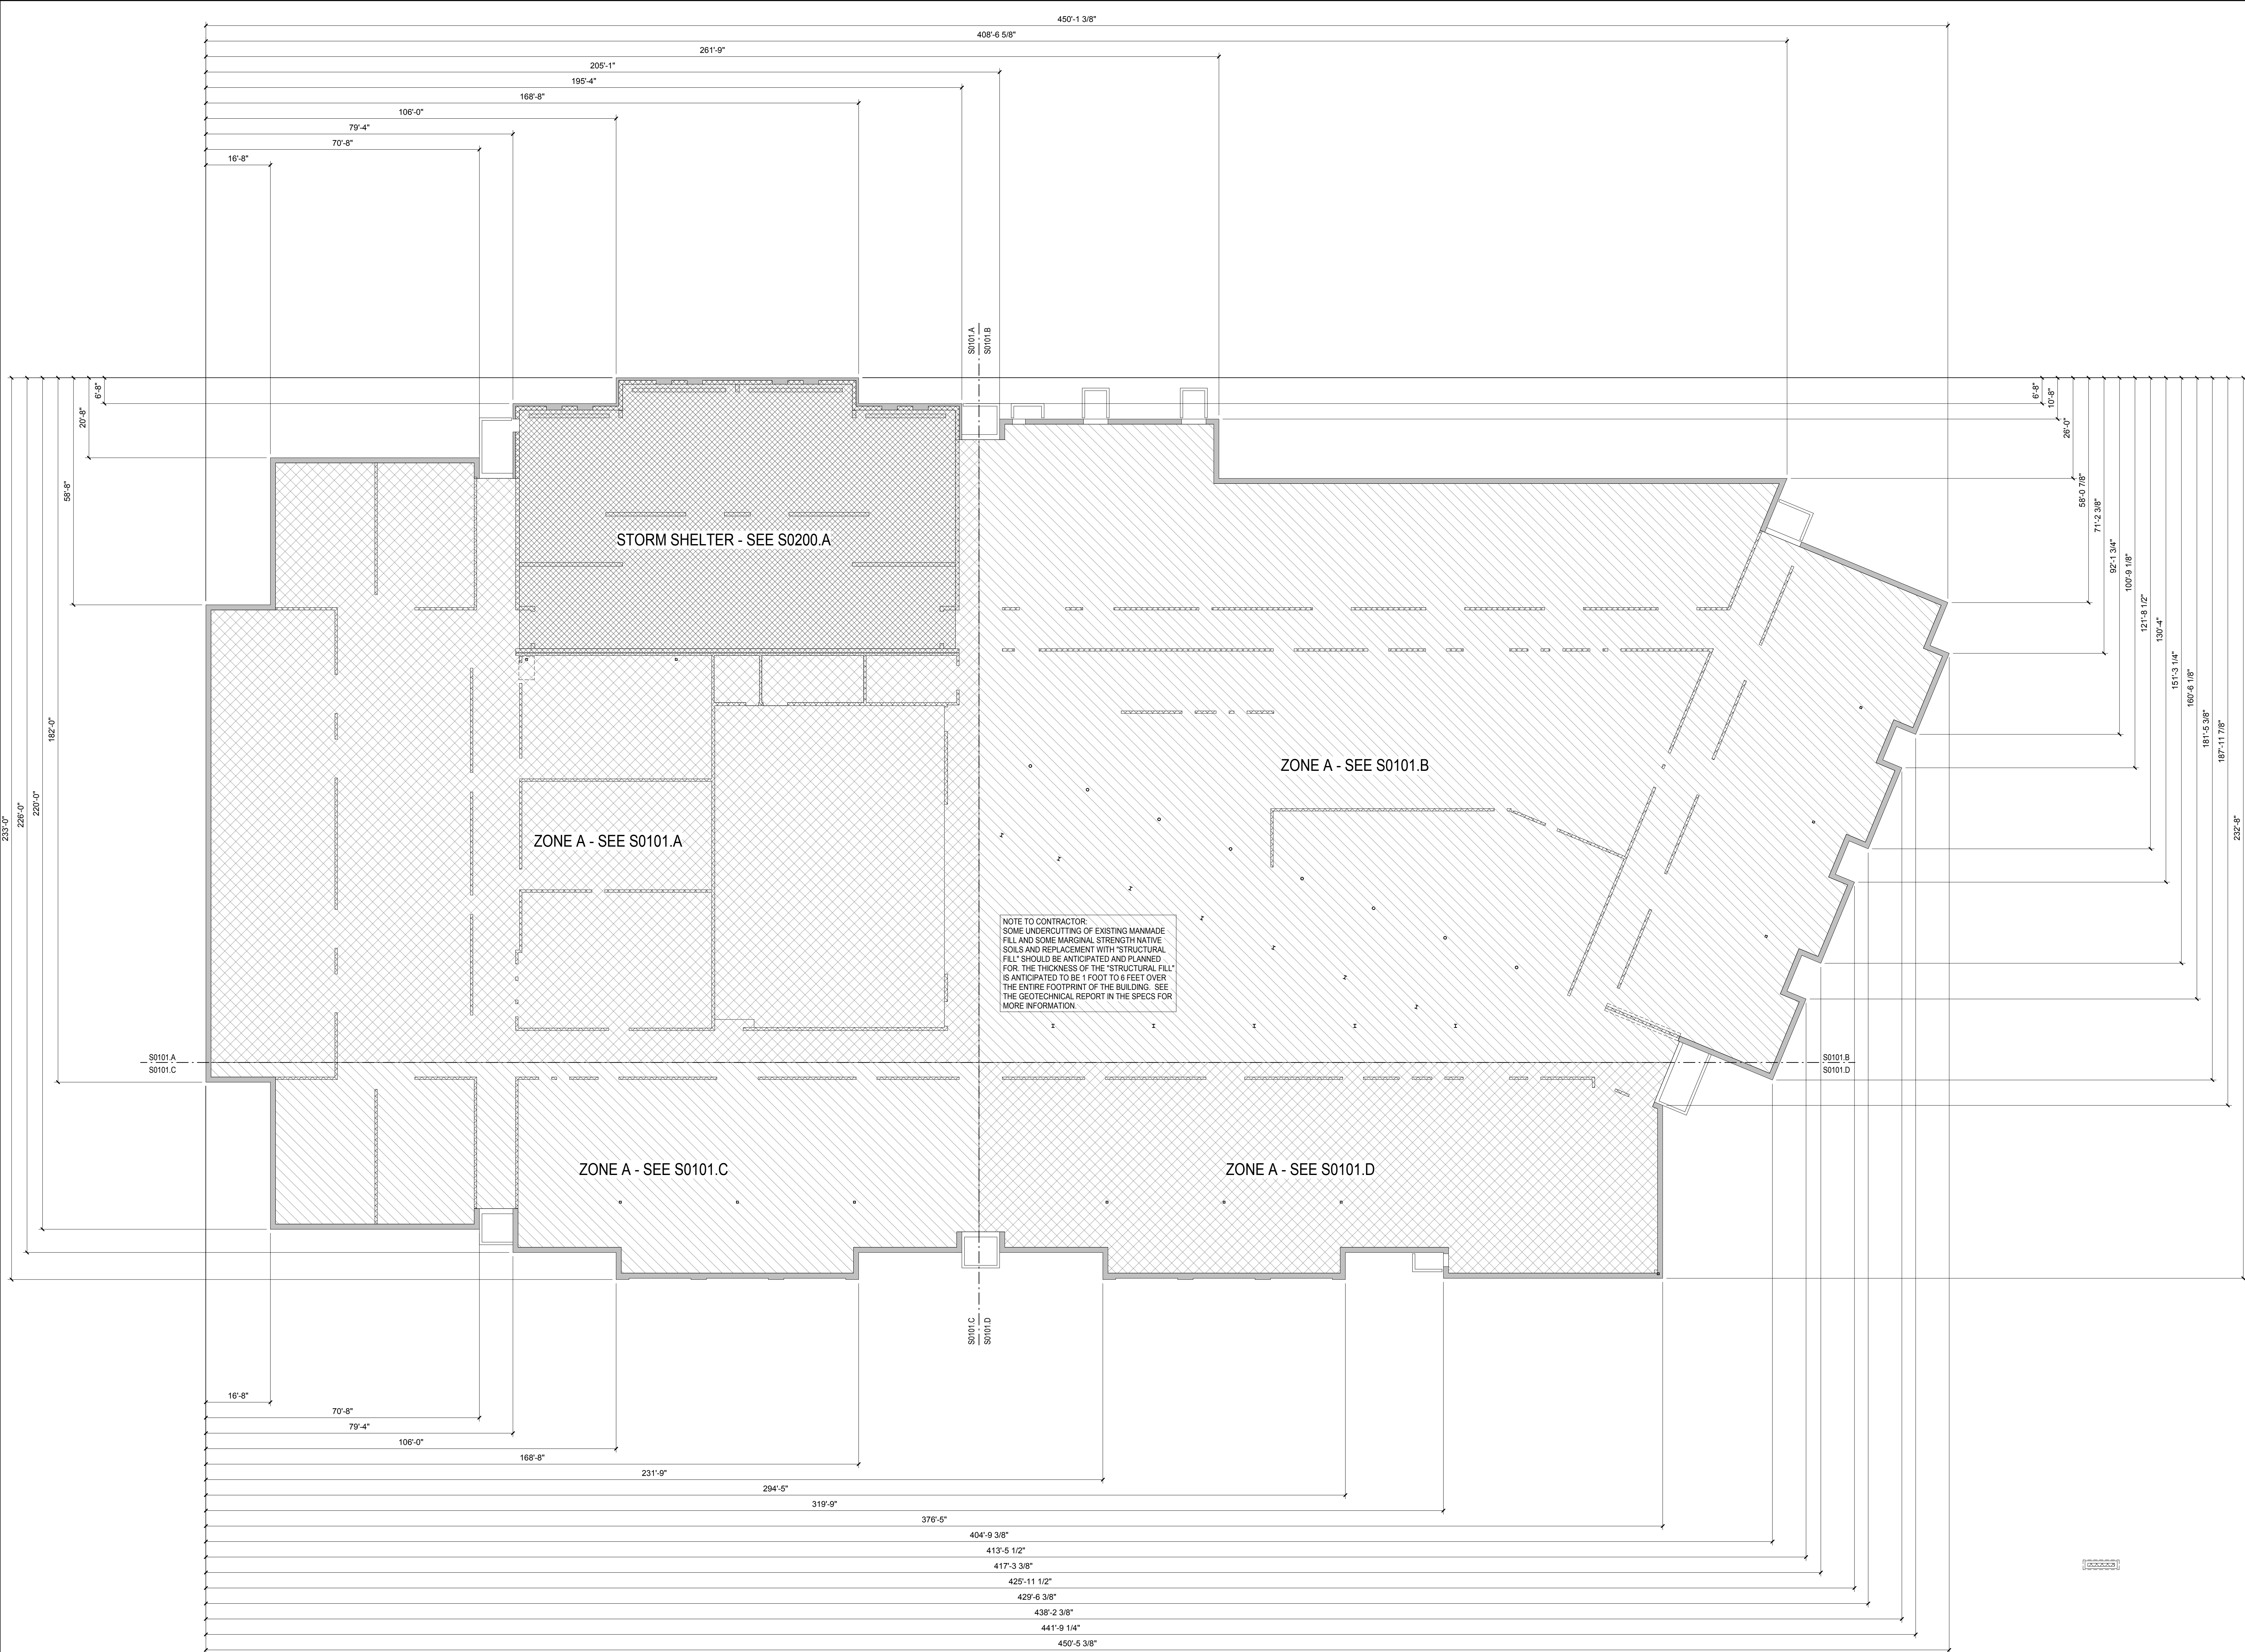 450'-1 3/8"
408'-6 5/8"
261'-9"
205'-1"
195'-4"
168'-8"
106'-0"
79'-4"
70'-8"
16'-8"
S0101.A
S0101.B
6'-8"
20'-8"
58'-8"
182'-0"
220'-0"
226'-0"
233'-0"
6'-8"
10'-8"
26'-0"
58'-0 7/8"
71'-2 3/8"
92'-1 3/4"
100'-9 1/8"
121'-8 1/2"
130'-4"
151'-3 1/4"
160'-6 1/8"
181'-5 3/8"
187'-11 7/8"
232'-8"
STORM SHELTER - SEE S0200.A
ZONE A - SEE S0101.B
ZONE A - SEE S0101.A
NOTE TO CONTRACTOR:
SOME UNDERCUTTING OF EXISTING MANMADE
FILL AND SOME MARGINAL STRENGTH NATIVE
SOILS AND REPLACEMENT WITH "STRUCTURAL
FILL" SHOULD BE ANTICIPATED AND PLANNED
FOR. THE THICKNESS OF THE "STRUCTURAL FILL"
IS ANTICIPATED TO BE 1 FOOT TO 6 FEET OVER
THE ENTIRE FOOTPRINT OF THE BUILDING. SEE
THE GEOTECHNICAL REPORT IN THE SPECS FOR
MORE INFORMATION.
S0101.A
S0101.C
S0101.B
S0101.D
ZONE A - SEE S0101.C
ZONE A - SEE S0101.D
S0101.C
S0101.D
16'-8"
70'-8"
79'-4"
106'-0"
168'-8"
231'-9"
294'-5"
319'-9"
376'-5"
404'-9 3/8"
413'-5 1/2"
417'-3 3/8"
425'-11 1/2"
429'-6 3/8"
438'-2 3/8"
441'-9 1/4"
450'-5 3/8"